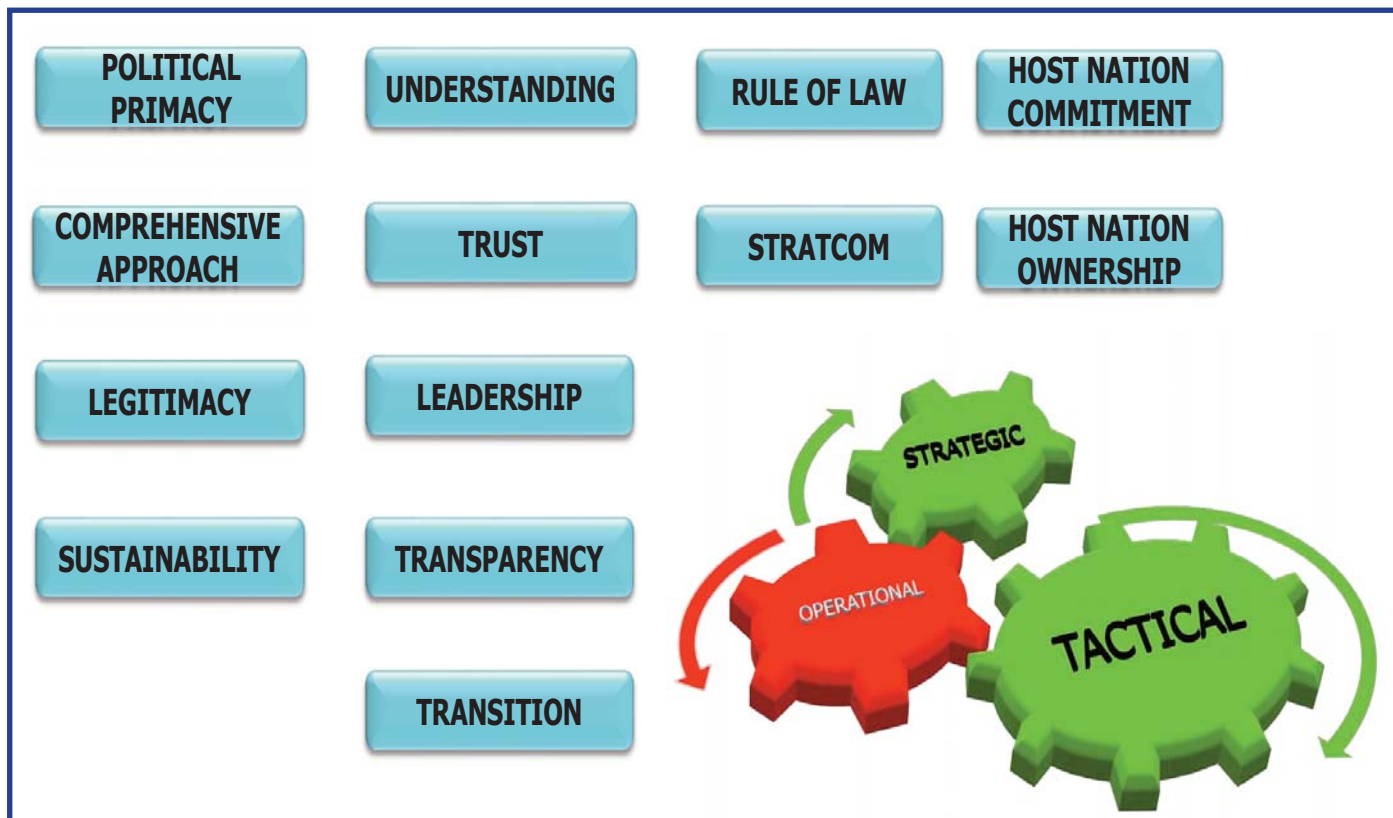 POLITICAL
PRIMACY
UNDERSTANDING
RULE OF LAW
HOST NATION
COMMITMENT
COMPREHENSIVE
APPROACH
TRUST
STRATCOM
HOST NATION
OWNERSHIP
LEGITIMACY
LEADERSHIP
SUSTAINABILITY
TRANSPARENCY
TRANSITION
STRATEGIC
OPERATIONAL
TACTICAL